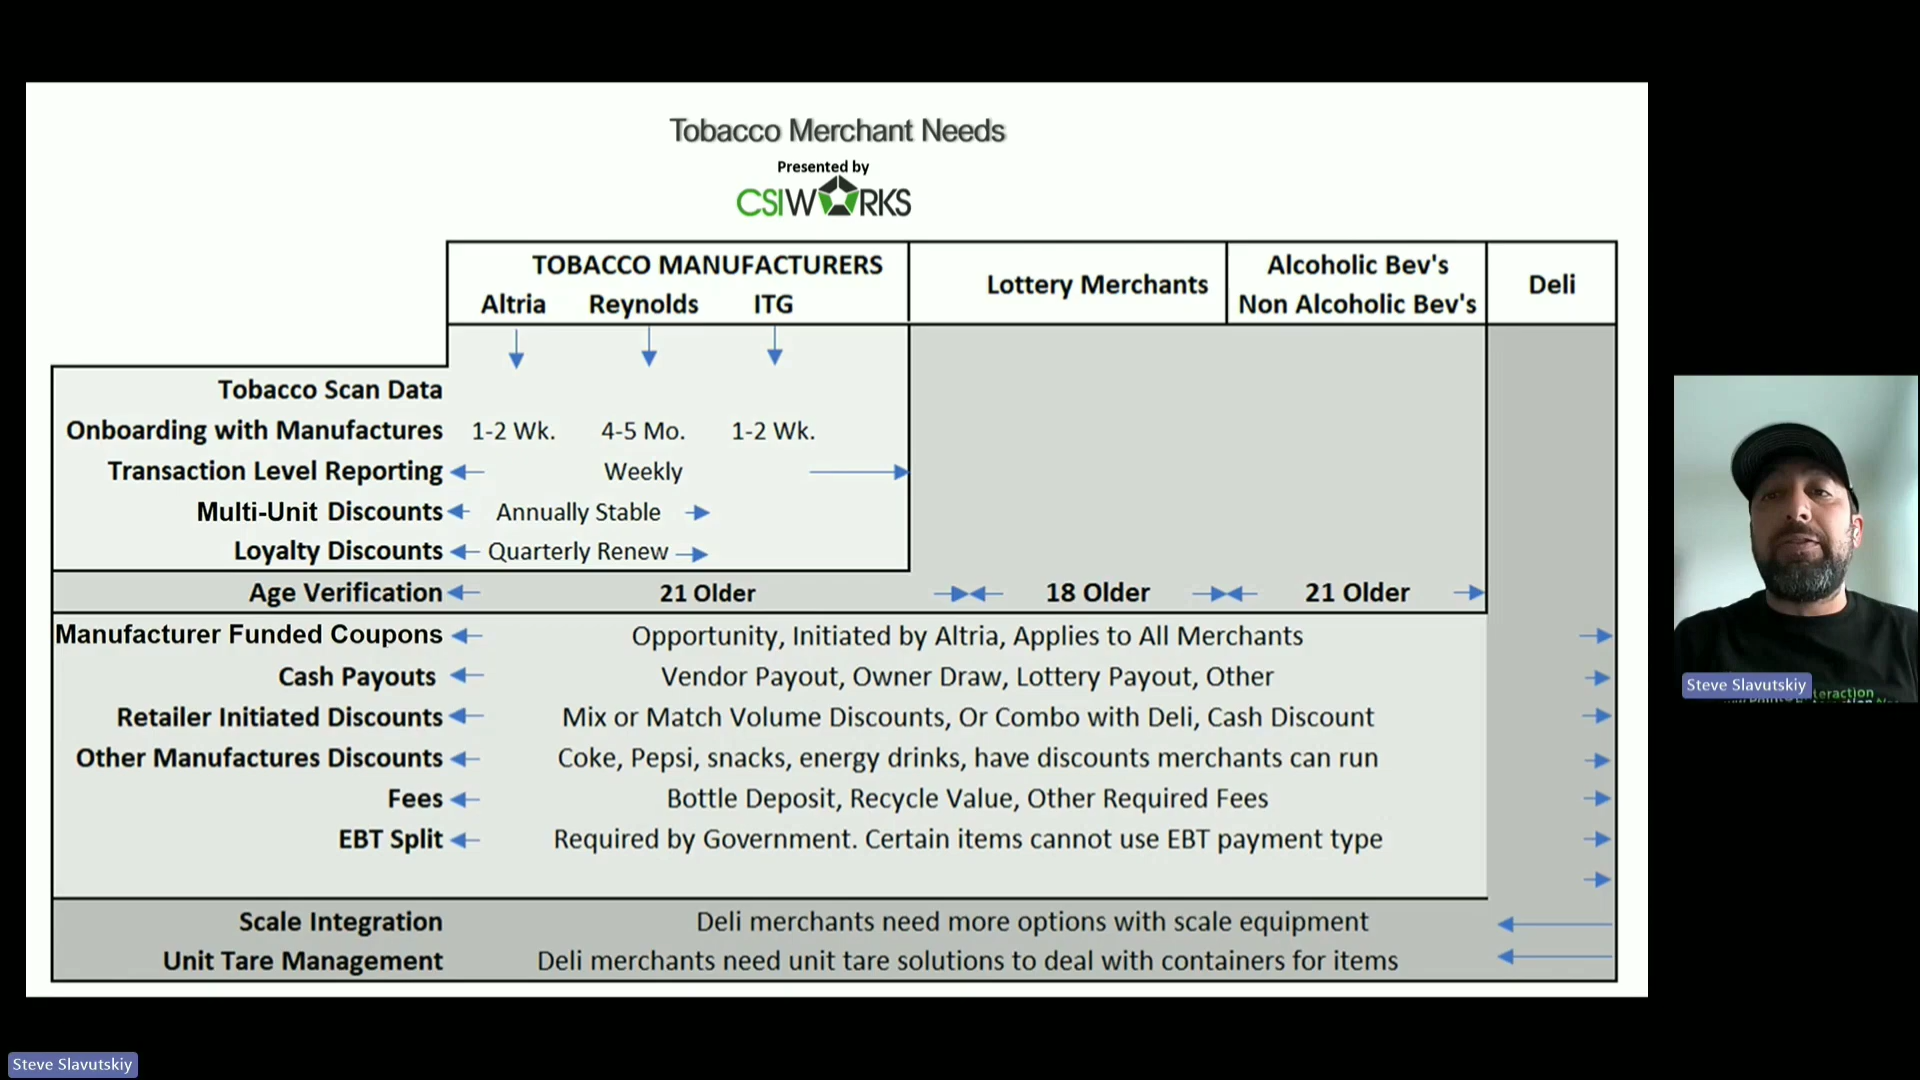 Tobacco Merchant Needs
Presented by
CSIWORKS
TOBACCO MANUFACTURERS
Altria Reynolds ITG
Lottery Merchants
Alcoholic Bev's
Non Alcoholic Bev's
Deli
Tobacco Scan Data
Onboarding with Manufactures 1-2 Wk. 4-5 Mo. 1-2 Wk.
Transaction Level Reporting Weekly
Multi-Unit Discounts Annually Stable
Loyalty Discounts Quarterly Renew
Age Verification 21 Older 18 Older 21 Older
Manufacturer Funded Coupons Opportunity, Initiated by Altria, Applies to All Merchants
Cash Payouts Vendor Payout, Owner Draw, Lottery Payout, Other
Retailer Initiated Discounts Mix or Match Volume Discounts, Or Combo with Deli, Cash Discount
Other Manufactures Discounts Coke, Pepsi, snacks, energy drinks, have discounts merchants can run
Fees Bottle Deposit, Recycle Value, Other Required Fees
EBT Split Required by Government. Certain items cannot use EBT payment type
Scale Integration Deli merchants need more options with scale equipment
Unit Tare Management Deli merchants need unit tare solutions to deal with containers for items
Steve Slavutskiy
Steve Slavutskiy